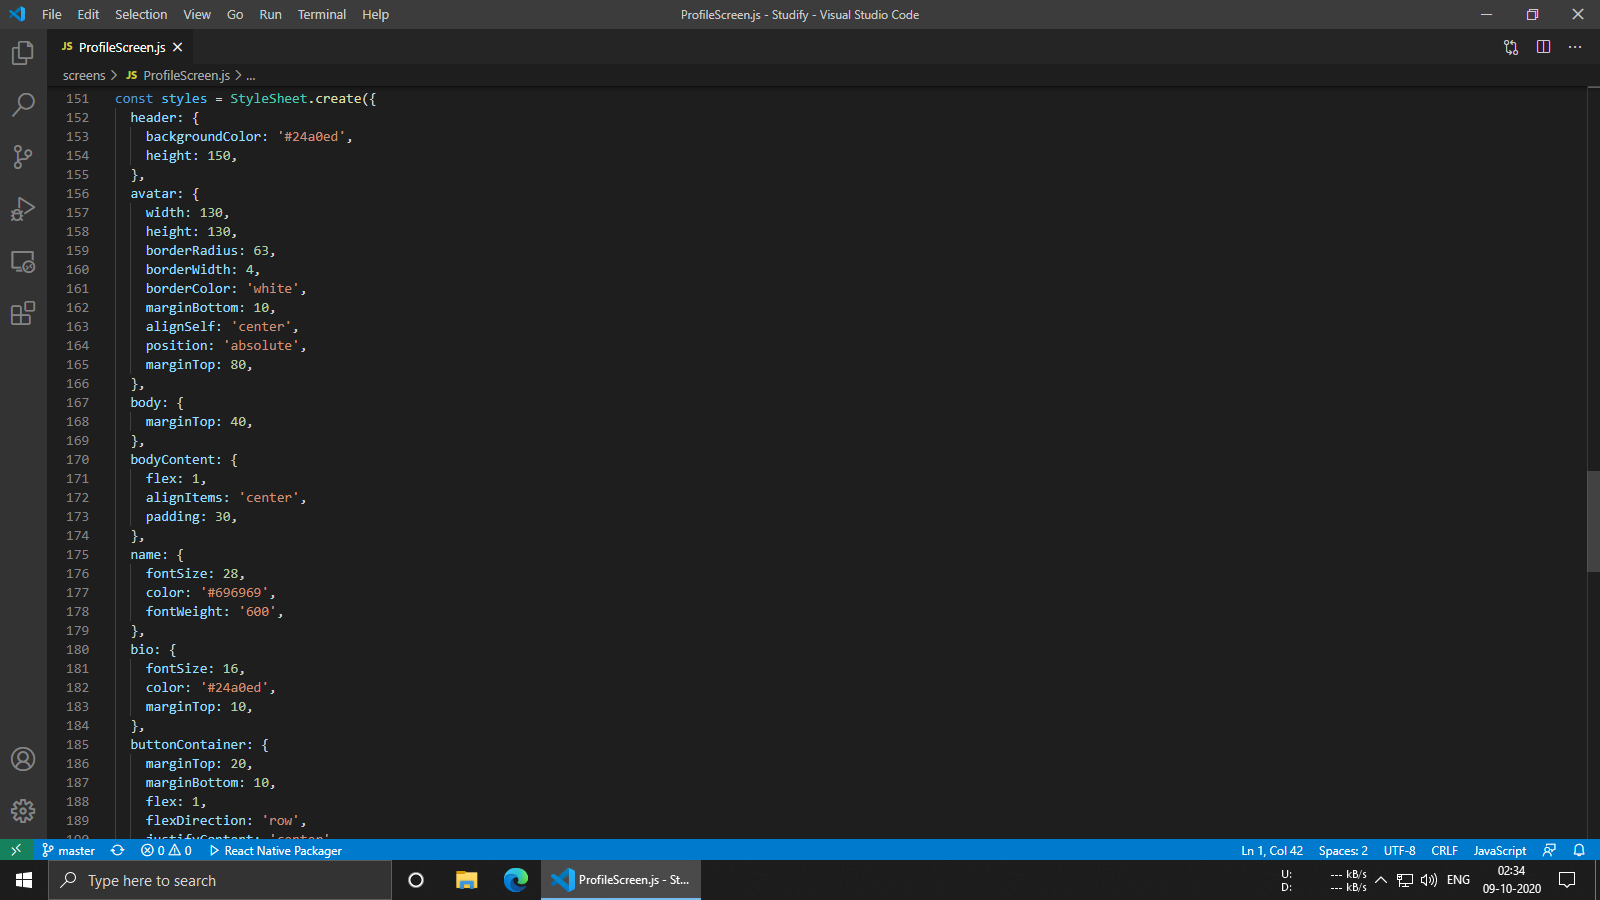 File Edit Selection View Go Run Terminal Help ProfileScreen.js - Studify - Visual Studio Code
JS ProfileScreen.js
screens > JS ProfileScreen.js > ...
151 const styles = StyleSheet.create({
152 header: {
153 backgroundColor: '#24a0ed',
154 height: 150,
155 },
156 avatar: {
157 width: 130,
158 height: 130,
159 borderRadius: 63,
160 borderWidth: 4,
161 borderColor: 'white',
162 marginBottom: 10,
163 alignSelf: 'center',
164 position: 'absolute',
165 marginTop: 80,
166 },
167 body: {
168 marginTop: 40,
169 },
170 bodyContent: {
171 flex: 1,
172 alignItems: 'center',
173 padding: 30,
174 },
175 name: {
176 fontSize: 28,
177 color: '#696969',
178 fontWeight: '600',
179 },
180 bio: {
181 fontSize: 16,
182 color: '#24a0ed',
183 marginTop: 10,
184 },
185 buttonContainer: {
186 marginTop: 20,
187 marginBottom: 10,
188 flex: 1,
189 flexDirection: 'row',
190 justifyContent: 'center'
master 0 0 React Native Packager Ln 1, Col 42 Spaces: 2 UTF-8 CRLF JavaScript
Type here to search ProfileScreen.js - St... U: --- kB/s ENG 02:34
D: --- kB/s 09-10-2020